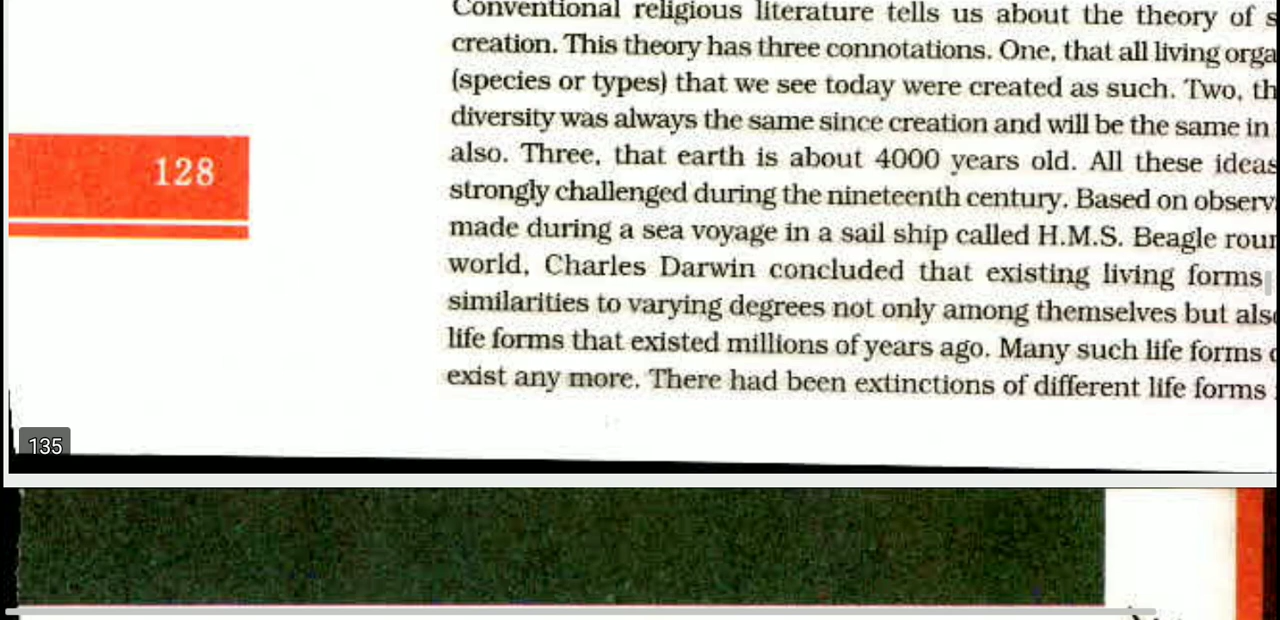 Conventional religious literature tells us about the theory of s
creation. This theory has three connotations. One, that all living orga
(species or types) that we see today were created as such. Two, th
diversity was always the same since creation and will be the same in
also. Three, that earth is about 4000 years old. All these ideas
strongly challenged during the nineteenth century. Based on observ
made during a sea voyage in a sail ship called H.M.S. Beagle roun
world, Charles Darwin concluded that existing living forms
similarities to varying degrees not only among themselves but also
life forms that existed millions of years ago. Many such life forms
exist any more. There had been extinctions of different life forms
128
135